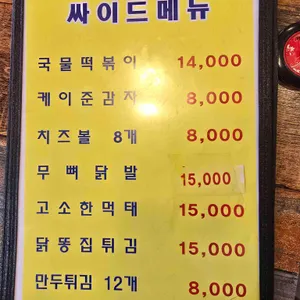 싸이드메뉴
국물떡볶이 14,000
케이준감자 8,000
치즈볼 8개 8,000
무뼈닭발 15,000
고소한먹태 15,000
닭똥집튀김 15,000
만두튀김 12개 8,000